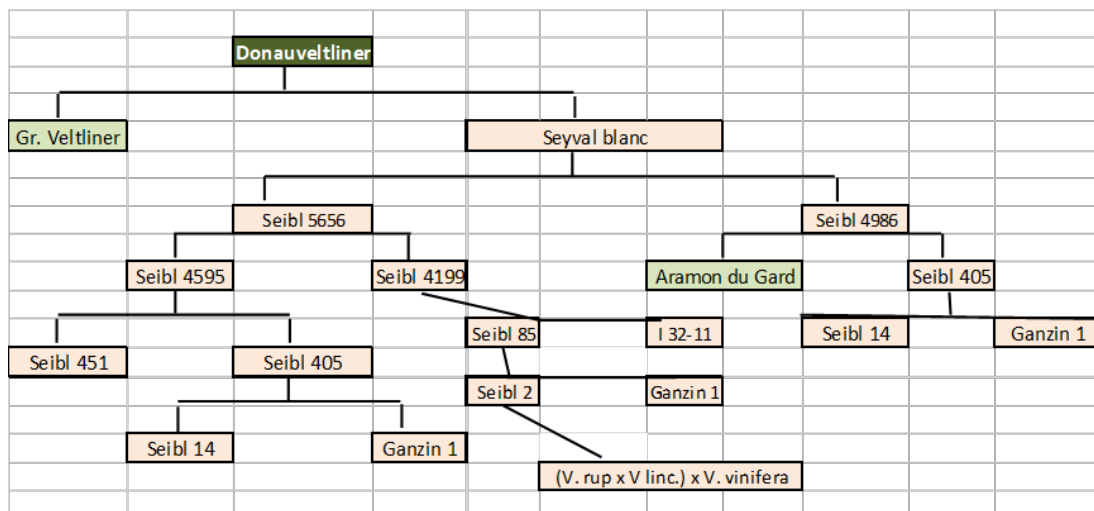 Donauveltliner
Gr. Veltliner
Seyval blanc
Seibl 5656
Seibl 4986
Seibl 4595
Seibl 4199
Aramon du Gard
Seibl 405
Seibl 85
I 32-11
Seibl 14
Ganzin 1
Seibl 451
Seibl 405
Seibl 2
Ganzin 1
Seibl 14
Ganzin 1
(V. rup x V linc.) x V. vinifera